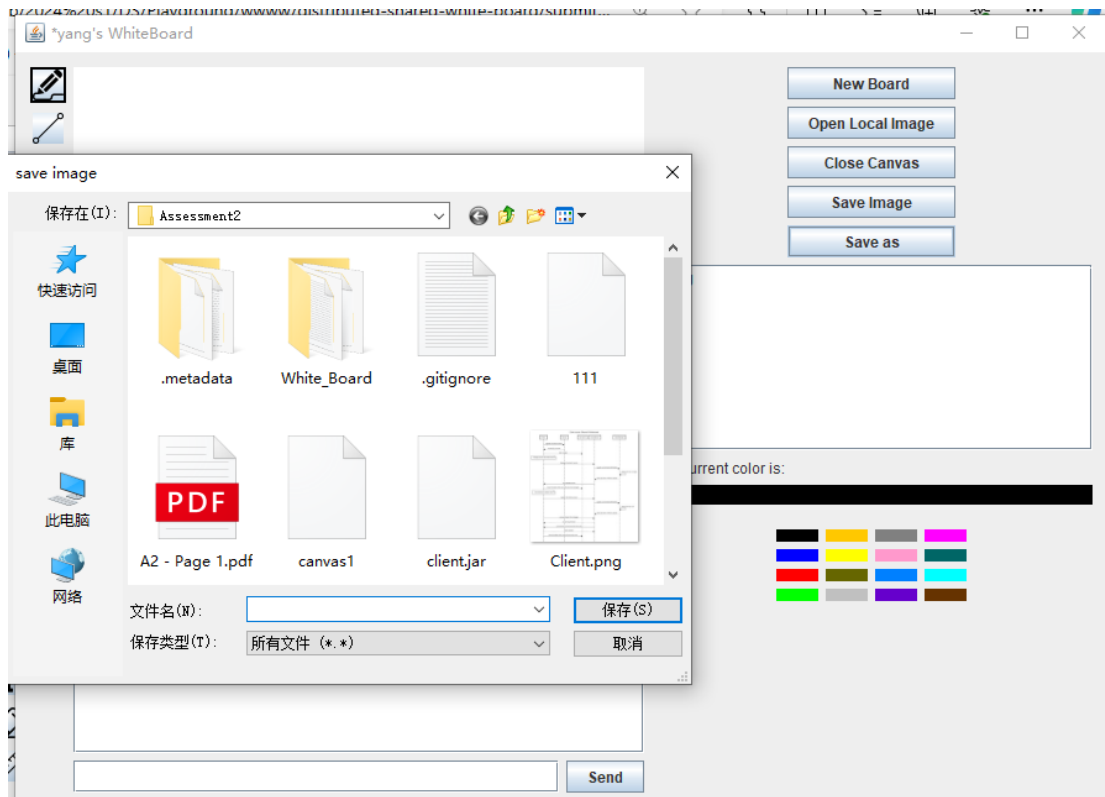 *yang's WhiteBoard
New Board
Open Local Image
Close Canvas
Save Image
Save as
save image
保存在(I):
Assessment2
快速访问
桌面
库
此电脑
网络
.metadata
White_Board
.gitignore
111
PDF
A2 - Page 1.pdf
canvas1
client.jar
Client.png
文件名(N):
保存(S)
保存类型(T):
所有文件 (*.*)
取消
urrent color is:
Send